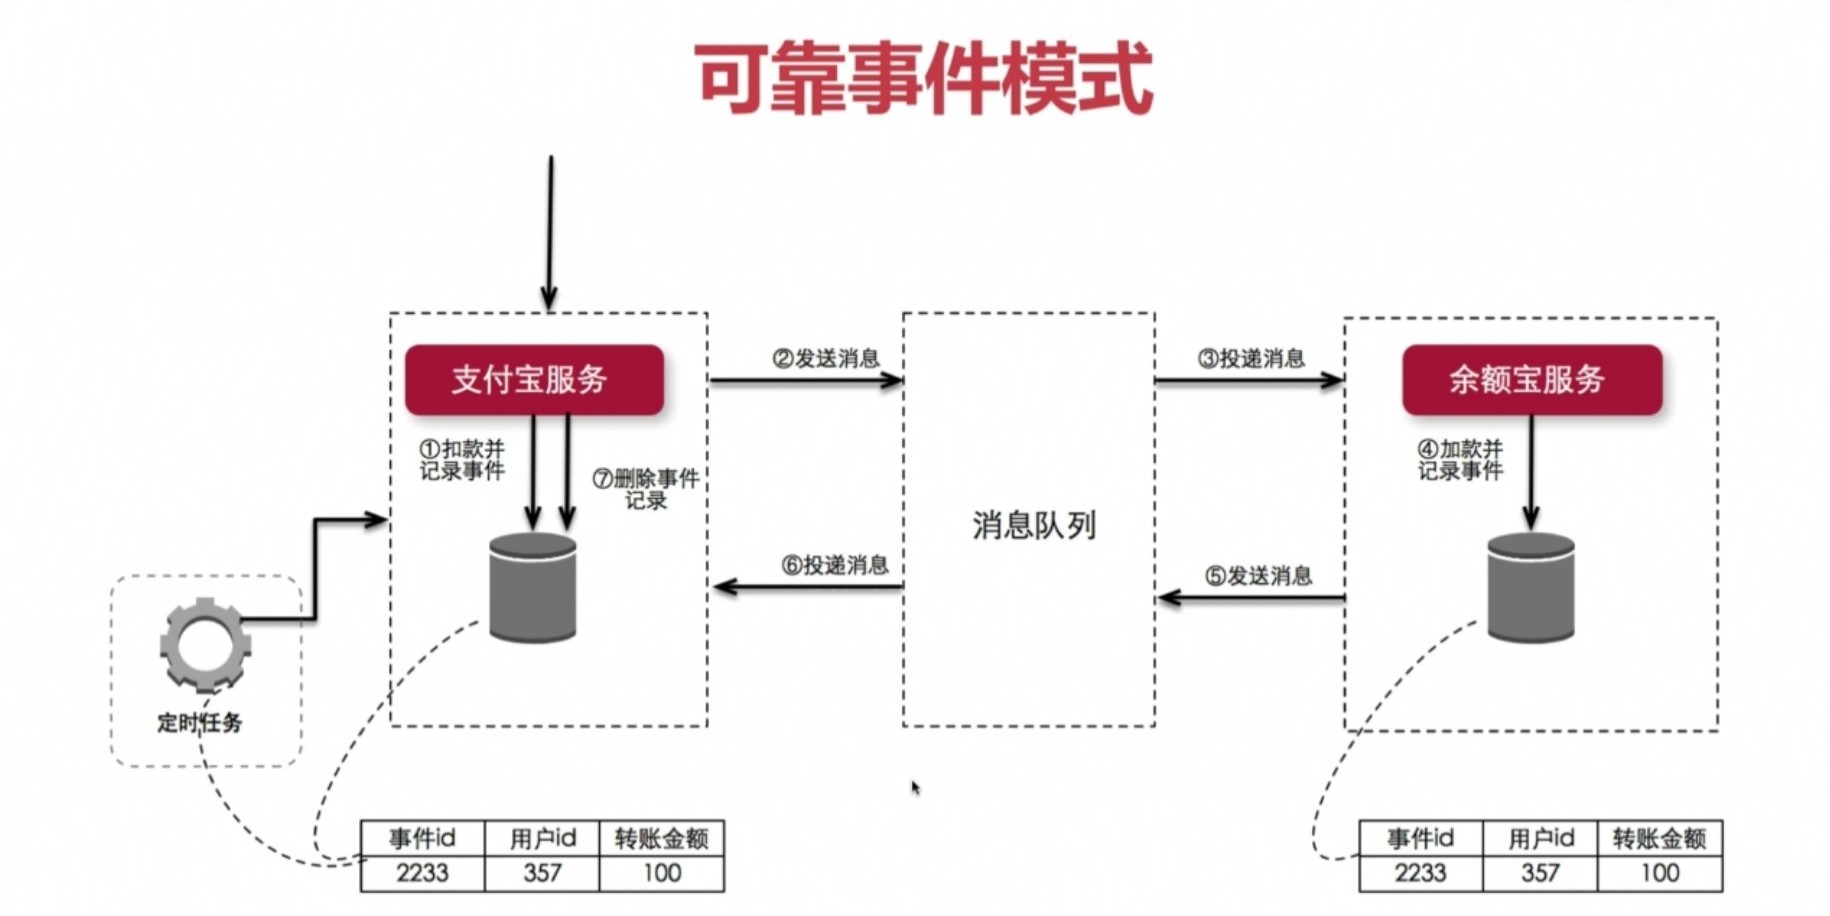 可靠事件模式
支付宝服务
②发送消息
③投递消息
余额宝服务
①扣款并
记录事件
⑦删除事件
记录
④加款并
记录事件
消息队列
⑥投递消息
⑤发送消息
定时任务
事件id 用户id 转账金额
2233 357 100
事件id 用户id 转账金额
2233 357 100